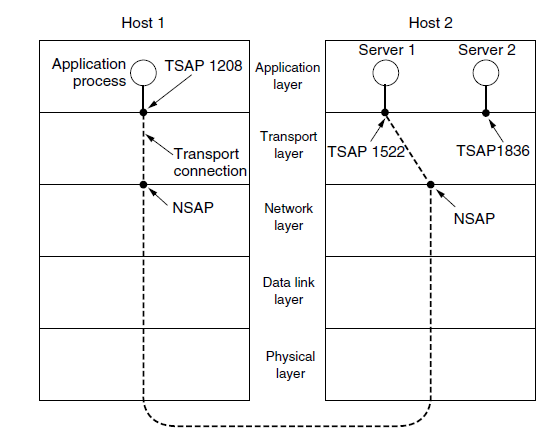 Host 1
Host 2
Server 1
Server 2
Application
process
TSAP 1208
Application
layer
Transport
layer
Transport
connection
TSAP 1522
TSAP1836
NSAP
Network
layer
NSAP
Data link
layer
Physical
layer